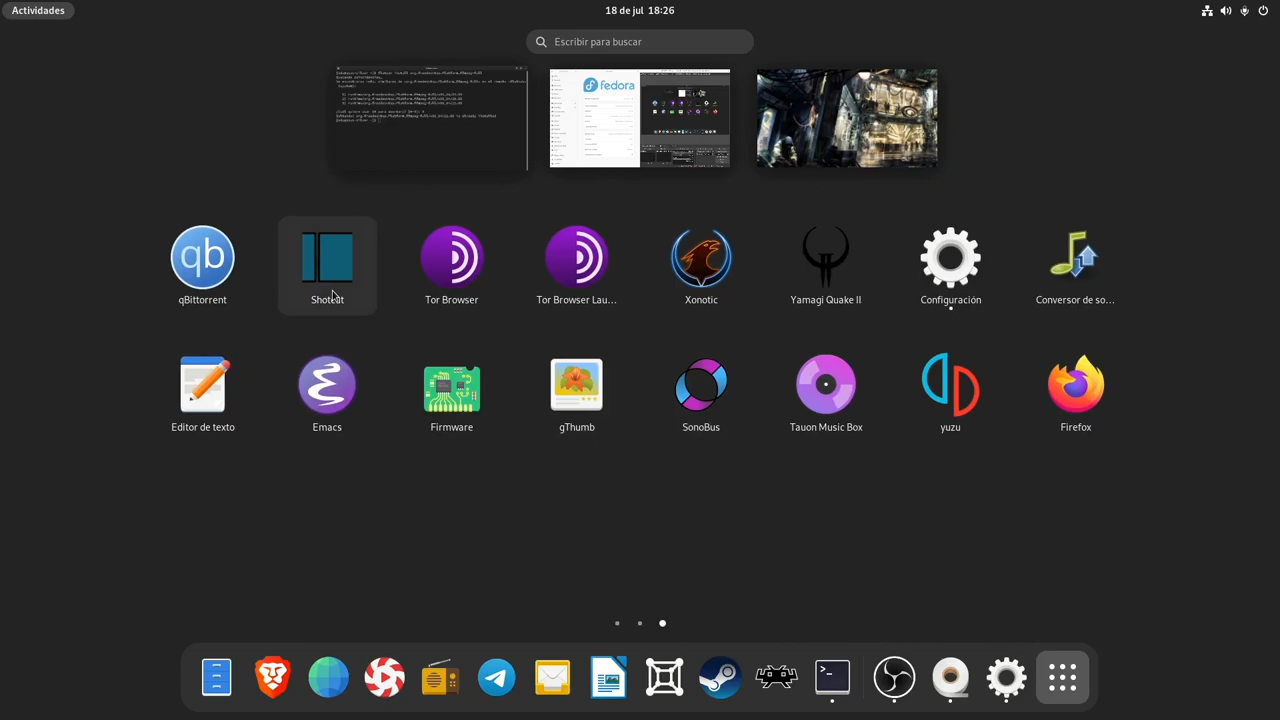 Actividades
18 de jul 18:26
Escribir para buscar
fedora
qb
qBittorrent
Shotcut
Tor Browser
Tor Browser Lau...
Xonotic
Yamagi Quake II
Configuración
Conversor de so...
Editor de texto
Emacs
Firmware
gThumb
SonoBus
Tauon Music Box
yuzu
Firefox